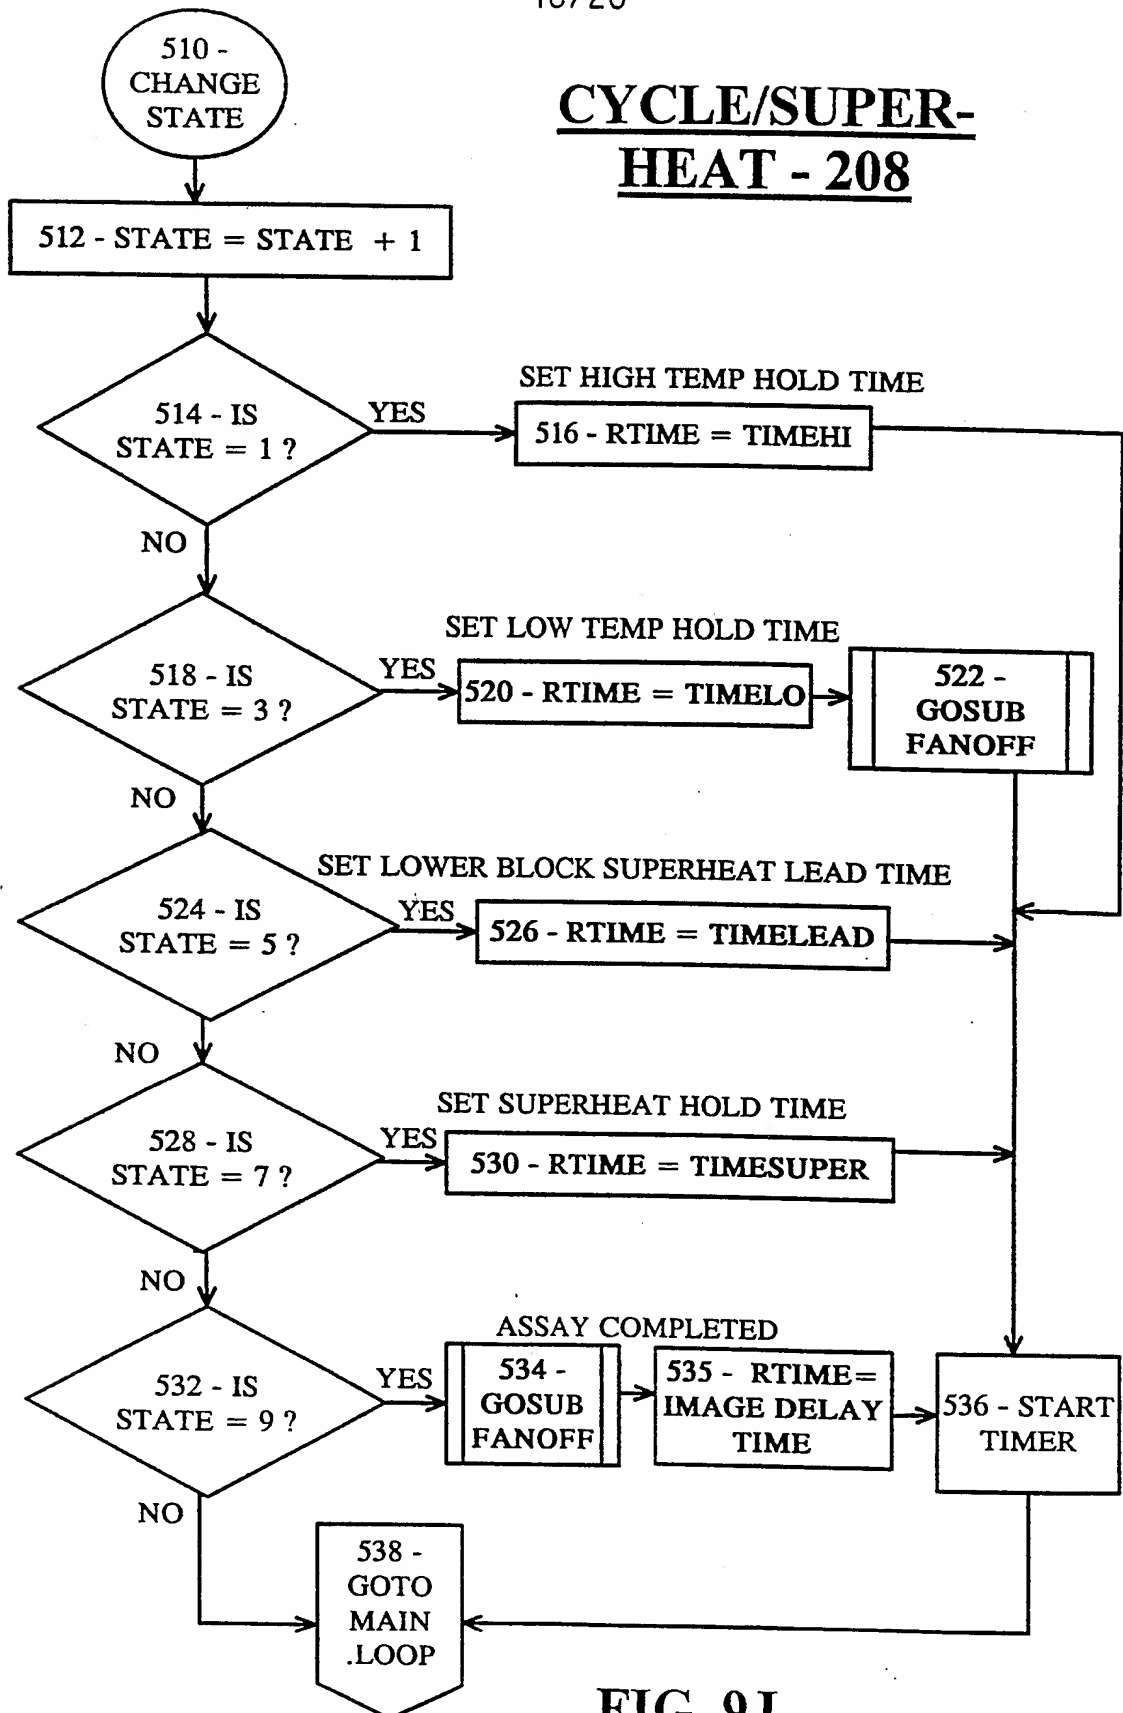 510 -
CHANGE
STATE
CYCLE/SUPER-
HEAT - 208
512 - STATE = STATE + 1
514 - IS
STATE = 1 ?
YES
SET HIGH TEMP HOLD TIME
516 - RTIME = TIMEHI
NO
518 - IS
STATE = 3 ?
YES
SET LOW TEMP HOLD TIME
520 - RTIME = TIMELO
522 -
GOSUB
FANOFF
NO
524 - IS
STATE = 5 ?
YES
SET LOWER BLOCK SUPERHEAT LEAD TIME
526 - RTIME = TIMELEAD
NO
528 - IS
STATE = 7 ?
YES
SET SUPERHEAT HOLD TIME
530 - RTIME = TIMESUPER
NO
532 - IS
STATE = 9 ?
YES
ASSAY COMPLETED
534 -
GOSUB
FANOFF
535 - RTIME=
IMAGE DELAY
TIME
536 - START
TIMER
NO
538 -
GOTO
MAIN
.LOOP